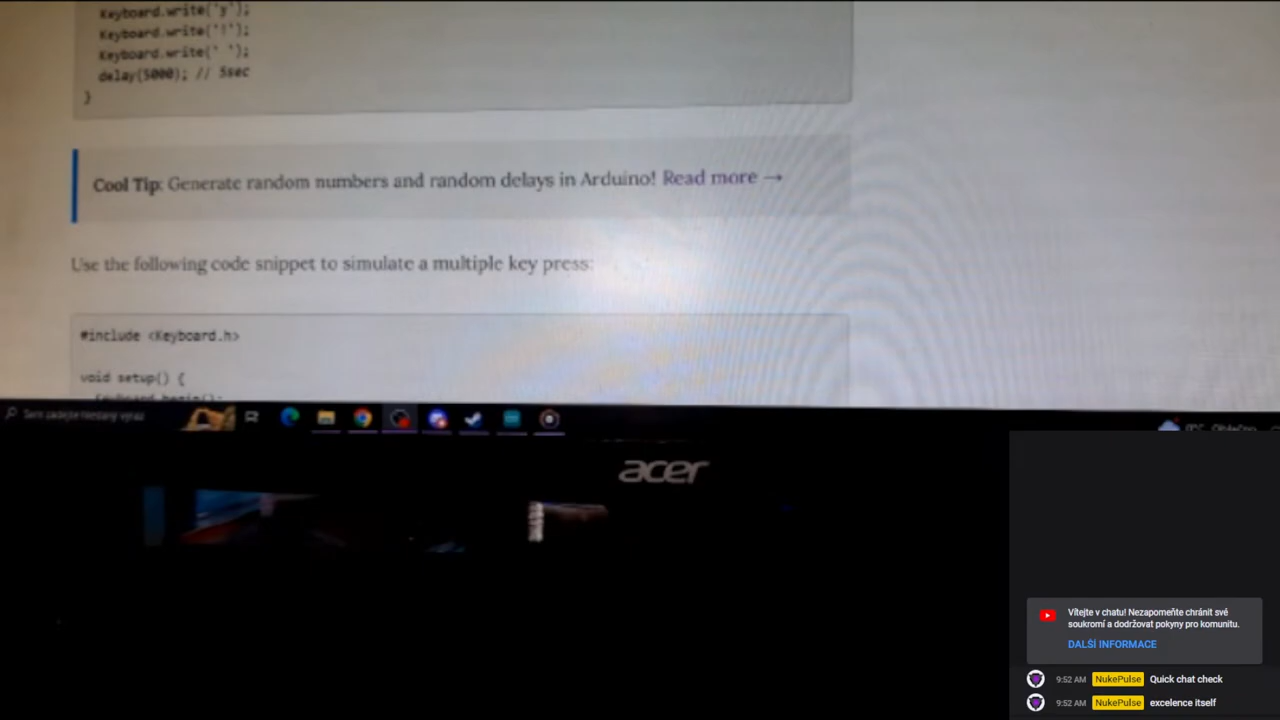 Keyboard.write('y');
Keyboard.write('!');
Keyboard.write(' ');
delay(5000); // 5sec
}
Cool Tip: Generate random numbers and random delays in Arduino! Read more →
Use the following code snippet to simulate a multiple key press:
#include <Keyboard.h>
void setup() {
acer
Vítejte v chatu! Nezapomeňte chránit své
soukromí a dodržovat pokyny pro komunitu.
DALŠÍ INFORMACE
9:52 AM NukePulse Quick chat check
9:52 AM NukePulse excelence itself